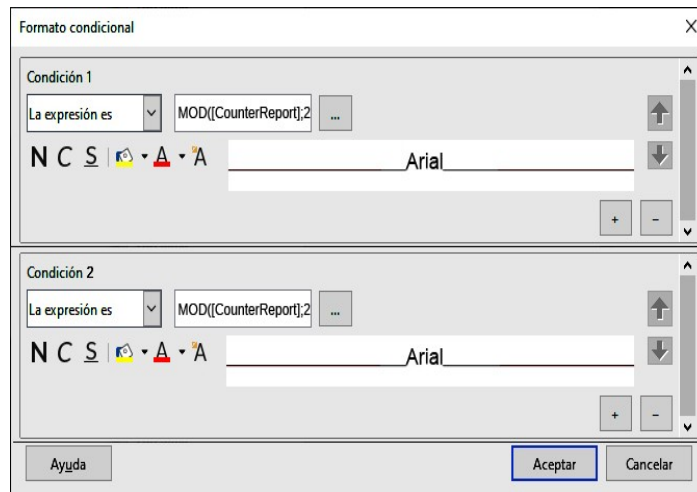 Formato condicional
X
Condición 1
La expresión es MOD([CounterReport];2 ...
N C S A A
Arial
+ -
Condición 2
La expresión es MOD([CounterReport];2 ...
N C S A A
Arial
+ -
Ayuda Aceptar Cancelar